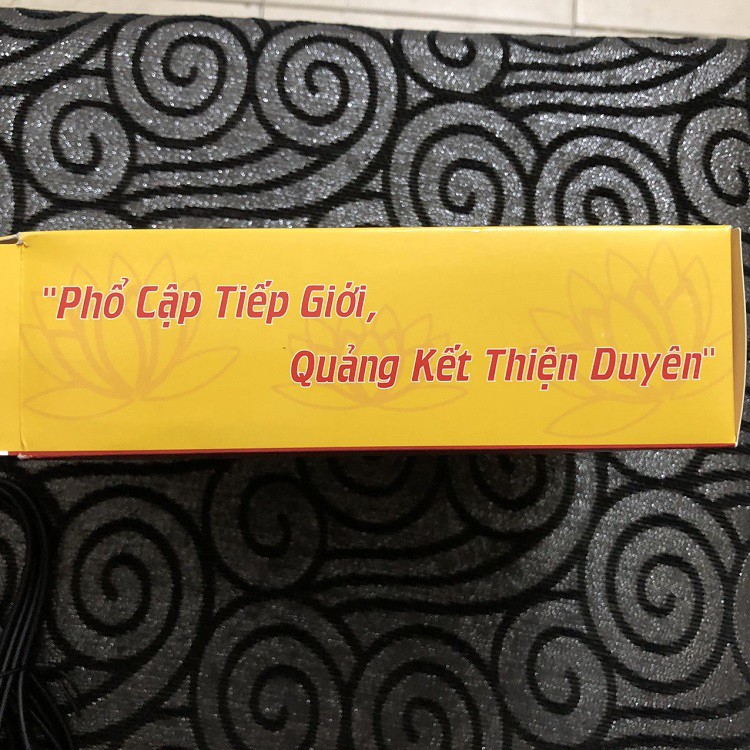 "Phổ Cập Tiếp Giới,
Quảng Kết Thiện Duyên"